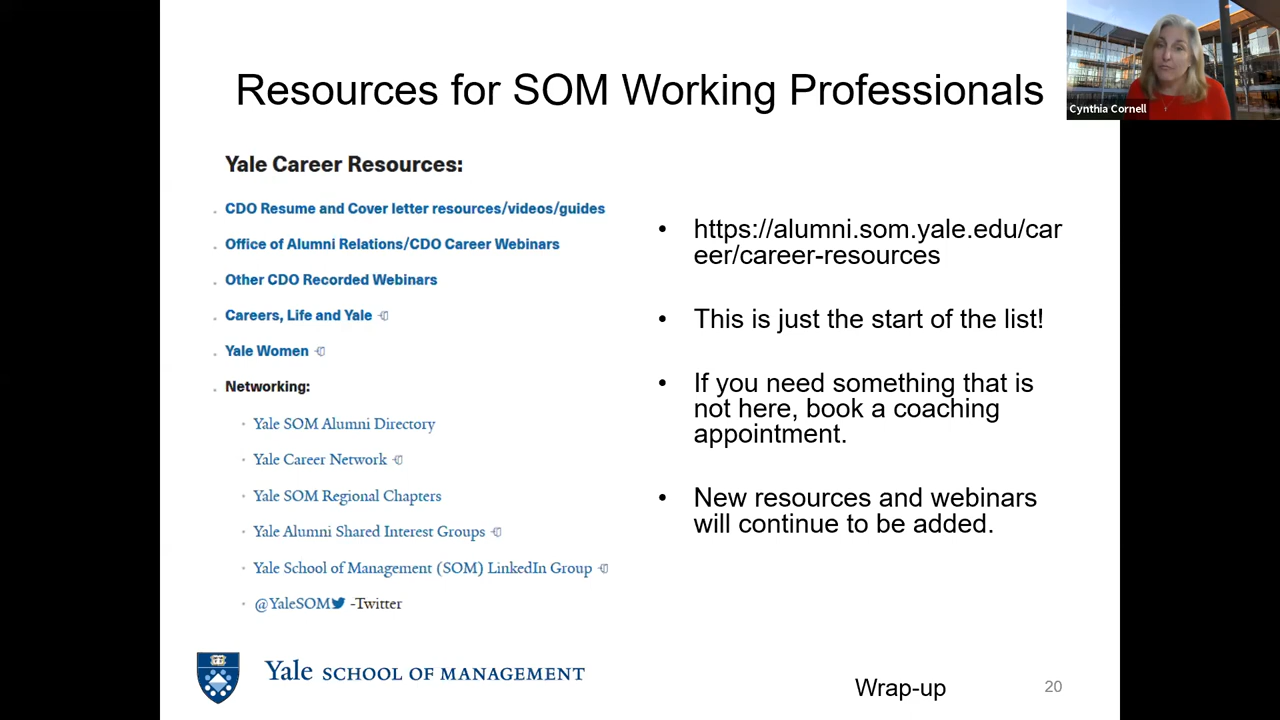 Resources for SOM Working Professionals
Cynthia Cornell
Yale Career Resources:
CDO Resume and Cover letter resources/videos/guides
Office of Alumni Relations/CDO Career Webinars
Other CDO Recorded Webinars
Careers, Life and Yale
Yale Women
Networking:
Yale SOM Alumni Directory
Yale Career Network
Yale SOM Regional Chapters
Yale Alumni Shared Interest Groups
Yale School of Management (SOM) LinkedIn Group
@YaleSOM -Twitter
• https://alumni.som.yale.edu/car
eer/career-resources
• This is just the start of the list!
• If you need something that is
not here, book a coaching
appointment.
• New resources and webinars
will continue to be added.
Yale SCHOOL OF MANAGEMENT
Wrap-up
20